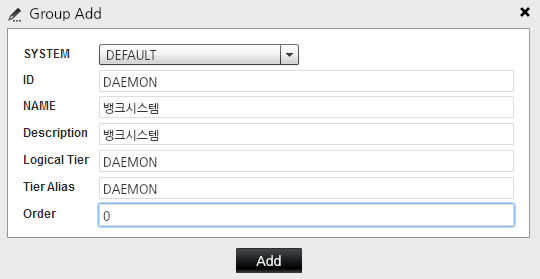 Group Add
SYSTEM DEFAULT
ID DAEMON
NAME 뱅크시스템
Description 뱅크시스템
Logical Tier DAEMON
Tier Alias DAEMON
Order 0
Add